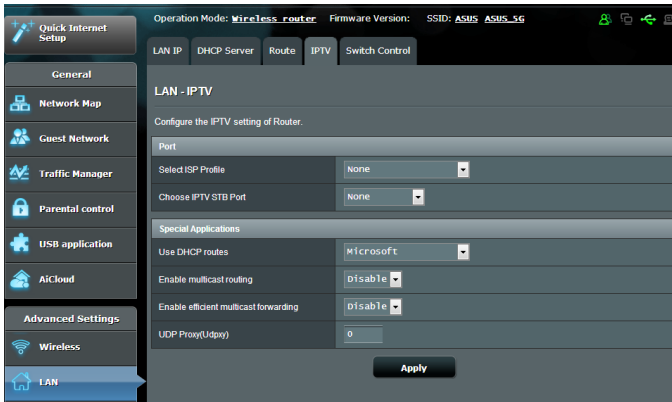 Quick Internet
Setup
General
Network Map
Guest Network
Traffic Manager
Parental control
USB application
AiCloud
Advanced Settings
Wireless
LAN
Operation Mode: Wireless router Firmware Version: SSID: ASUS ASUS_5G
LAN IP DHCP Server Route IPTV Switch Control
LAN - IPTV
Configure the IPTV setting of Router.
Port
Select ISP Profile None
Choose IPTV STB Port None
Special Applications
Use DHCP routes Microsoft
Enable multicast routing Disable
Enable efficient multicast forwarding Disable
UDP Proxy(Udpxy) 0
Apply